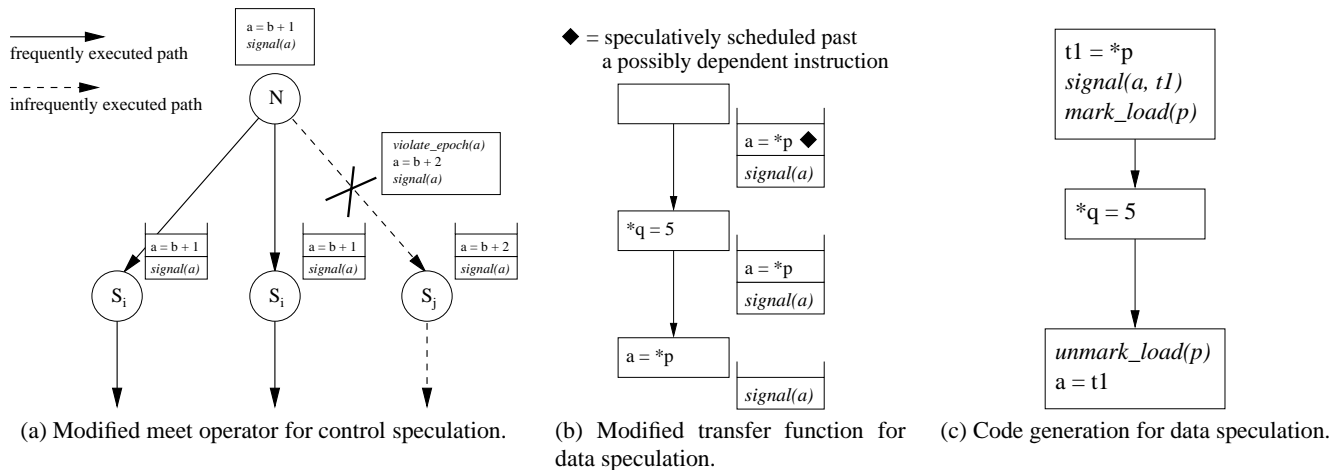 frequently executed path
infrequently executed path
a = b + 1
signal(a)
N
violate_epoch(a)
a = b + 2
signal(a)
a = b + 1
signal(a)
a = b + 1
signal(a)
a = b + 2
signal(a)
Si
Si
Sj
(a) Modified meet operator for control speculation.
◆ = speculatively scheduled past
a possibly dependent instruction
a = *p ◆
signal(a)
*q = 5
a = *p
signal(a)
a = *p
signal(a)
(b) Modified transfer function for
data speculation.
t1 = *p
signal(a, t1)
mark_load(p)
*q = 5
unmark_load(p)
a = t1
(c) Code generation for data speculation.